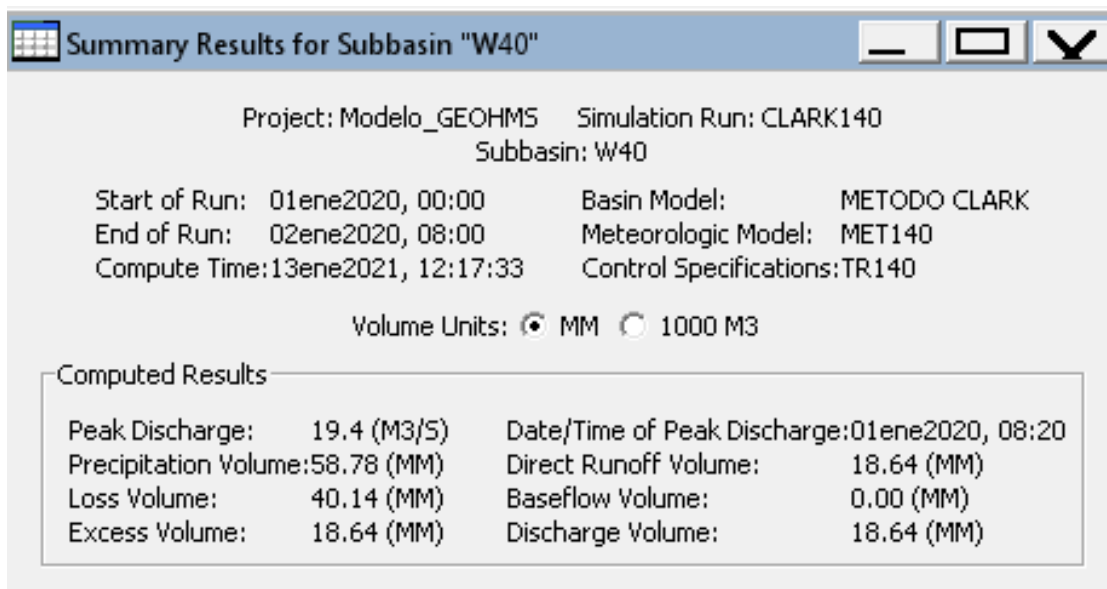 Summary Results for Subbasin "W40"
Project: Modelo_GEOHMS Simulation Run: CLARK140
Subbasin: W40
Start of Run: 01ene2020, 00:00 Basin Model: METODO CLARK
End of Run: 02ene2020, 08:00 Meteorologic Model: MET140
Compute Time:13ene2021, 12:17:33 Control Specifications:TR140
Volume Units: MM 1000 M3
Computed Results
Peak Discharge: 19.4 (M3/S) Date/Time of Peak Discharge:01ene2020, 08:20
Precipitation Volume:58.78 (MM) Direct Runoff Volume: 18.64 (MM)
Loss Volume: 40.14 (MM) Baseflow Volume: 0.00 (MM)
Excess Volume: 18.64 (MM) Discharge Volume: 18.64 (MM)